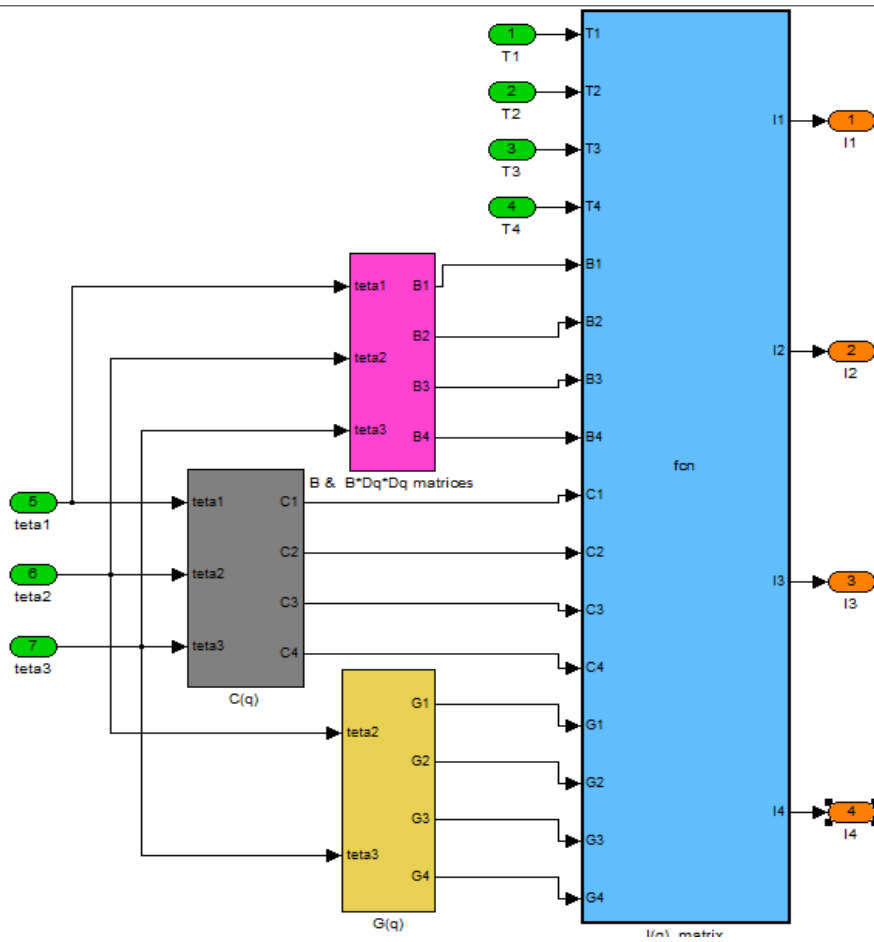 1
T1
2
T2
3
T3
4
T4
T1
T2
T3
T4
B1
B2
B3
B4
C1
C2
C3
C4
G1
G2
G3
G4
fcn
I1
I2
I3
I4
1
I1
2
I2
3
I3
4
I4
teta1
teta2
teta3
B1
B2
B3
B4
B & B*Dq*Dq matrices
5
teta1
6
teta2
7
teta3
teta1
teta2
teta3
C1
C2
C3
C4
C(q)
teta2
teta3
G1
G2
G3
G4
G(q)
I(q) matrix